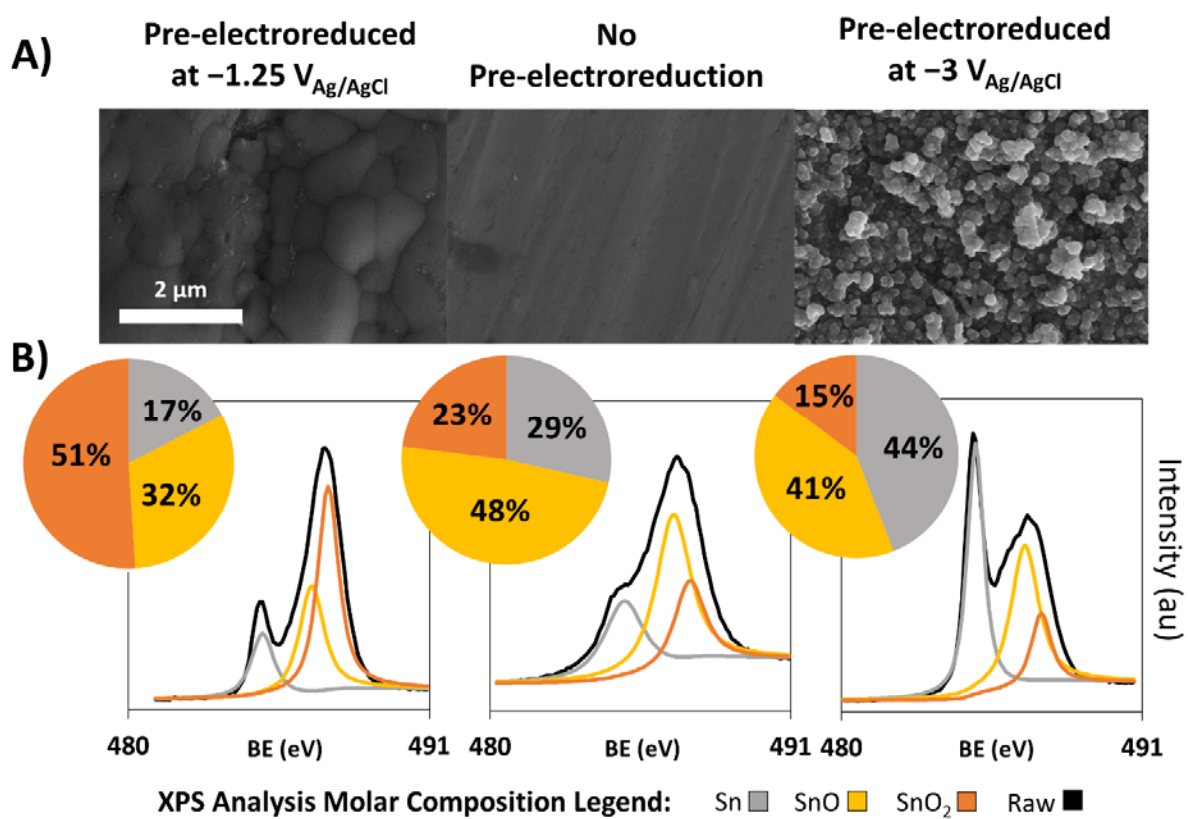 A)
Pre-electroreduced
at −1.25 VAg/AgCl
No
Pre-electroreduction
Pre-electroreduced
at −3 VAg/AgCl
2 µm
B)
17%
51%
32%
23%
29%
48%
15%
44%
41%
Intensity (au)
480 BE (eV) 491
480 BE (eV) 491
480 BE (eV) 491
XPS Analysis Molar Composition Legend: Sn SnO SnO2 Raw